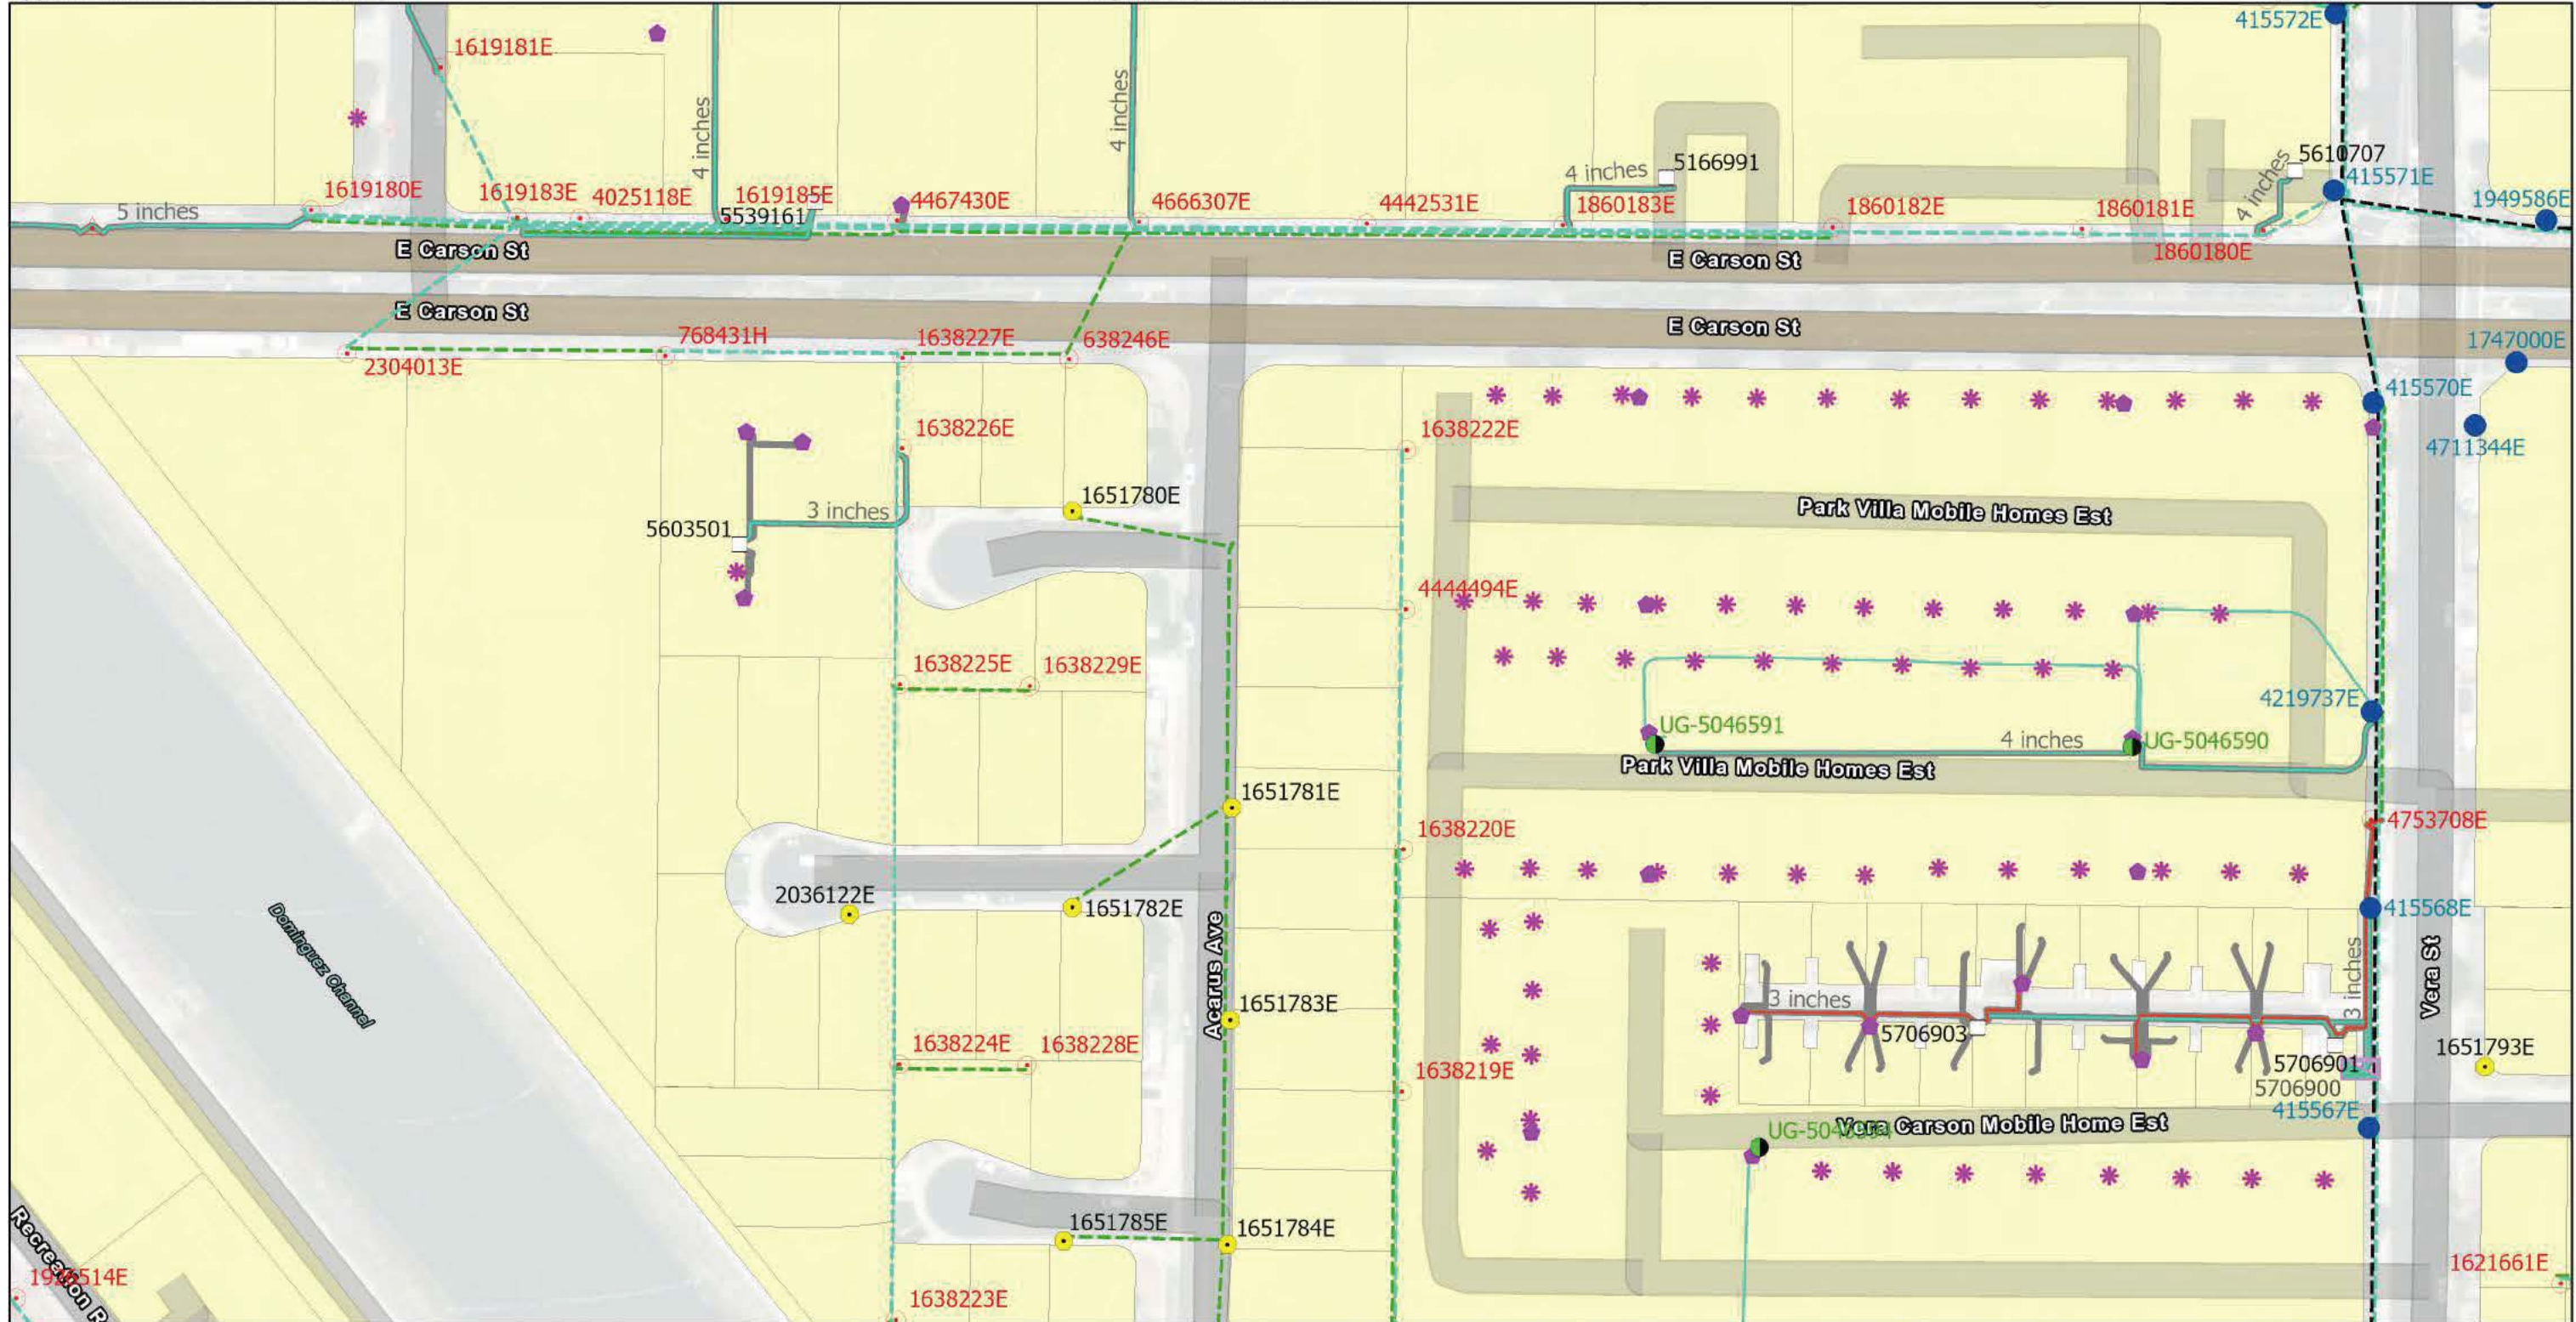 415572E
1619181E
4 inches
4 inches
5166991
4 inches
5610707
4 inches
415571E
1619180E
1619183E
4025118E
1619185E
4467430E
4666307E
4442531E
1860183E
1860182E
1860181E
1949586E
5 inches
5539161
E Carson St
E Carson St
1860180E
E Carson St
E Carson St
768431H
1638227E
638246E
1747000E
2304013E
415570E
1638226E
1638222E
4711344E
1651780E
3 inches
Park Villa Mobile Homes Est
5603501
4444494E
1638225E
1638229E
4219737E
UG-5046591
4 inches
UG-5046590
Park Villa Mobile Homes Est
1651781E
1638220E
4753708E
2036122E
1651782E
415568E
Dominguez Channel
Acarus Ave
1651783E
3 inches
3 inches
Vera St
5706903
1638224E
1638228E
1638219E
5706901
1651793E
5706900
415567E
Vera Carson Mobile Home Est
1651785E
1651784E
Recreation R
1621661E
1638223E